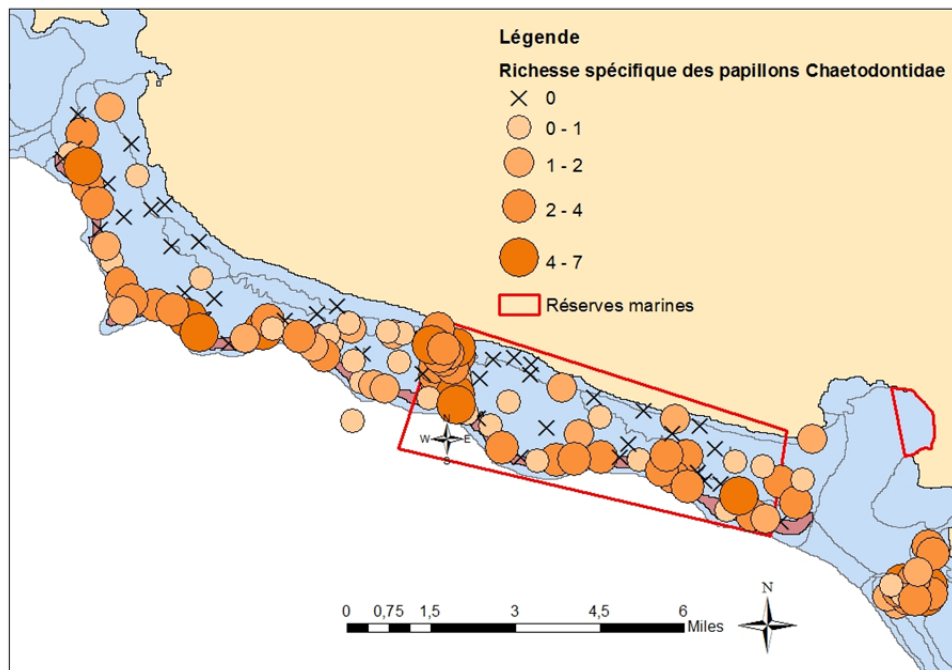 Légende
Richesse spécifique des papillons Chaetodontidae
0
0 - 1
1 - 2
2 - 4
4 - 7
Réserves marines
N
W E
S
N
0 0,75 1,5 3 4,5 6
Miles